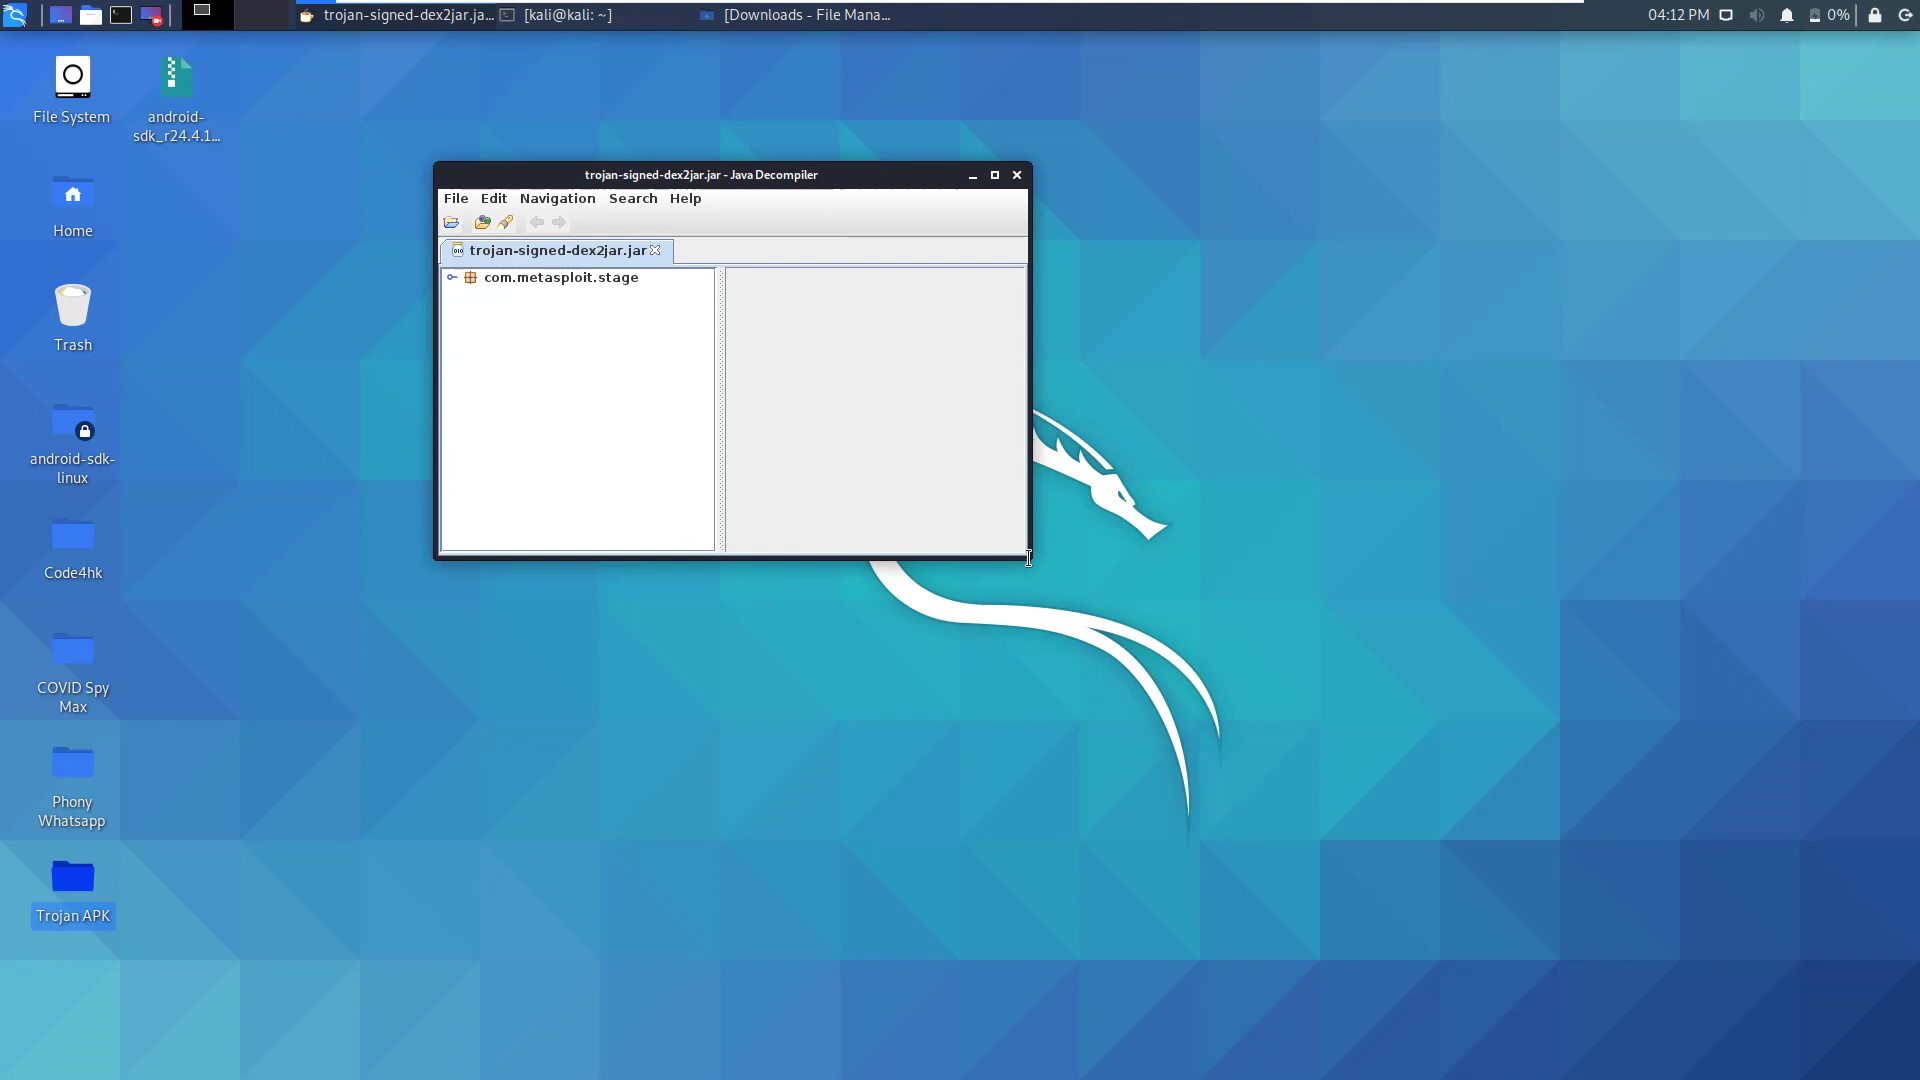 trojan-signed-dex2jar.ja...
[kali@kali: ~]
[Downloads - File Mana...
04:12 PM
0%
File System
android-
sdk_r24.4.1...
Home
Trash
android-sdk-
linux
Code4hk
COVID Spy
Max
Phony
Whatsapp
Trojan APK
trojan-signed-dex2jar.jar - Java Decompiler
File Edit Navigation Search Help
trojan-signed-dex2jar.jar
com.metasploit.stage